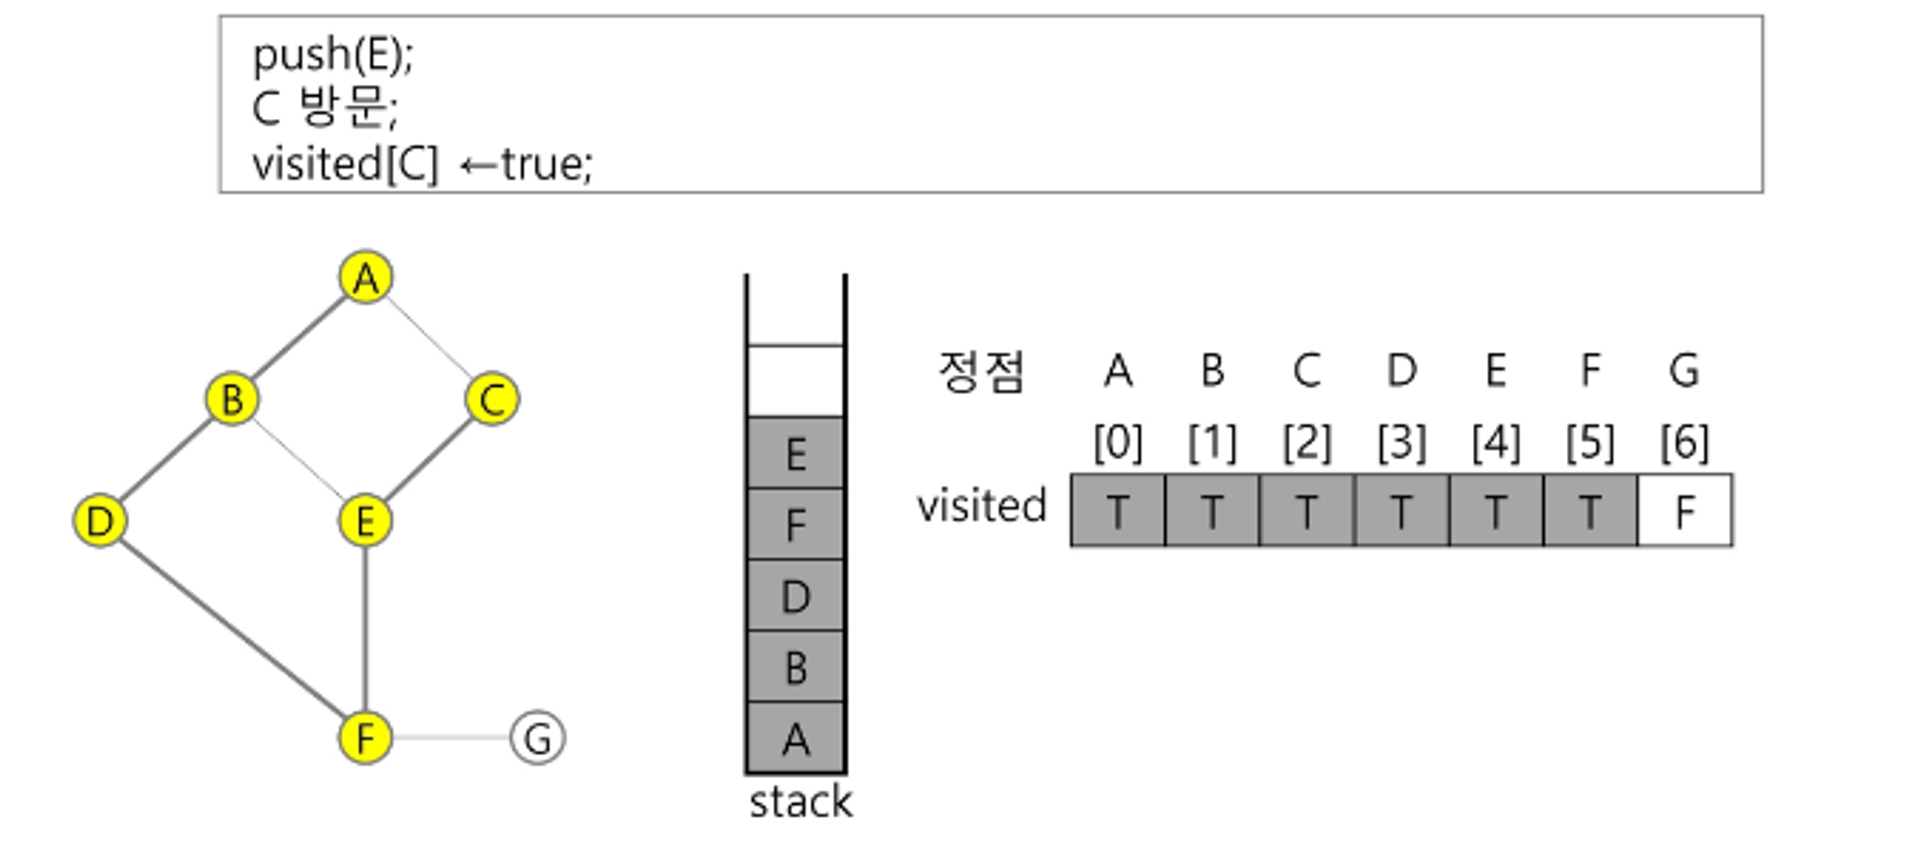 push(E);
C 방문;
visited[C] ←true;
A
B
C
D
E
F
G
E
F
D
B
A
stack
정점 A B C D E F G
[0] [1] [2] [3] [4] [5] [6]
visited T T T T T T F